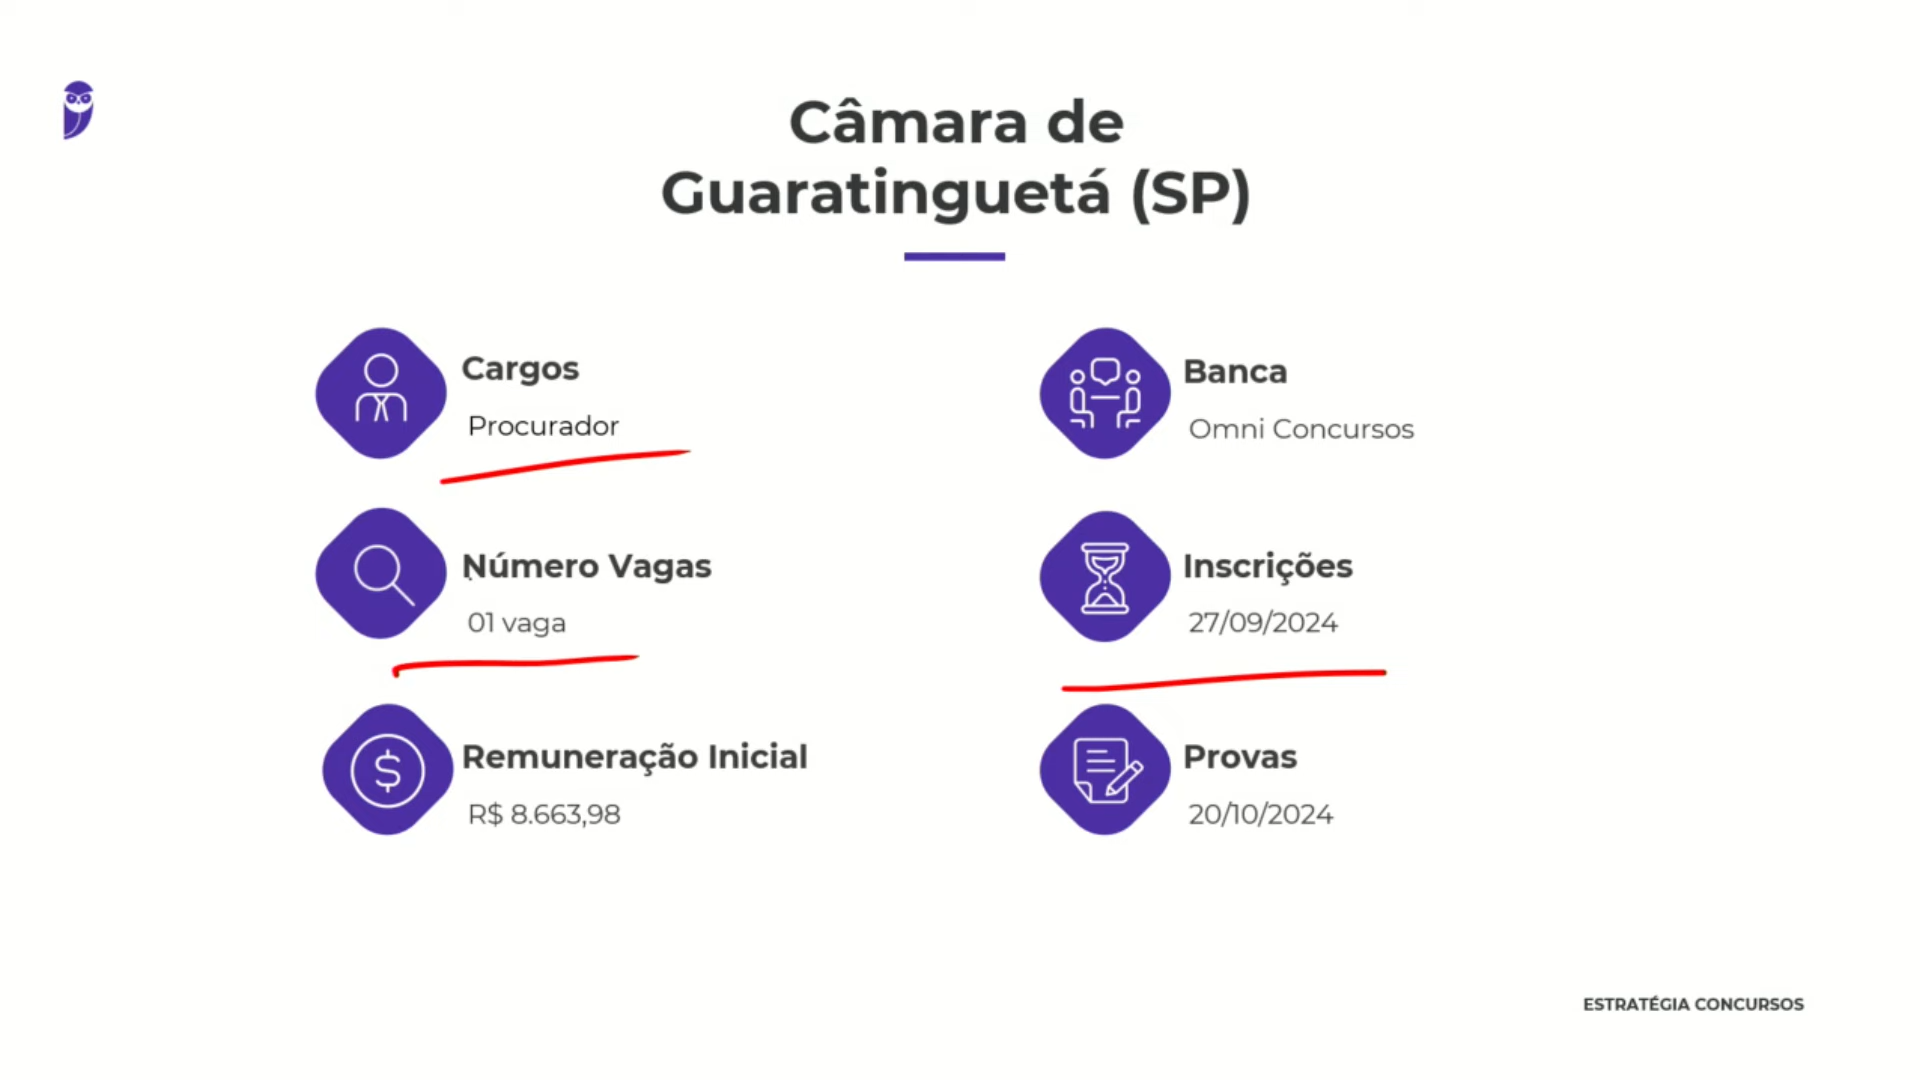 Câmara de
Guaratinguetá (SP)
Cargos
Procurador
Banca
Omni Concursos
Número Vagas
01 vaga
Inscrições
27/09/2024
Remuneração Inicial
R$ 8.663,98
Provas
20/10/2024
ESTRATÉGIA CONCURSOS